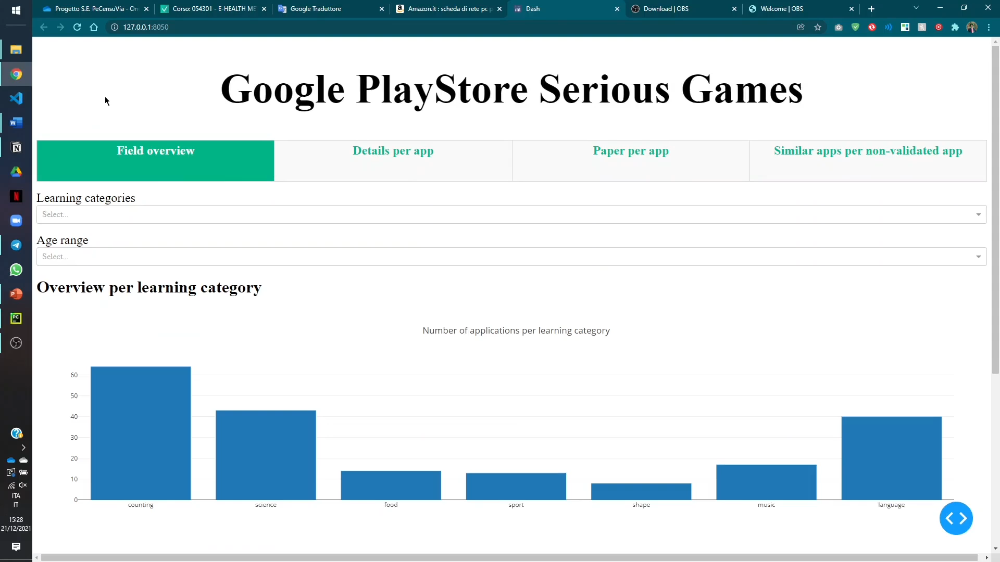 Progetto S.E. PeCensuVia - On
Corso: 054301 - E-HEALTH ME
Google Traduttore
Amazon.it : scheda di rete pc p
Dash
Download | OBS
Welcome | OBS
127.0.0.1:8050
Google PlayStore Serious Games
Field overview
Details per app
Paper per app
Similar apps per non-validated app
Learning categories
Select...
Age range
Select...
Overview per learning category
Number of applications per learning category
60
50
40
30
20
10
0
counting
science
food
sport
shape
music
language
ITA
IT
15:28
21/12/2021